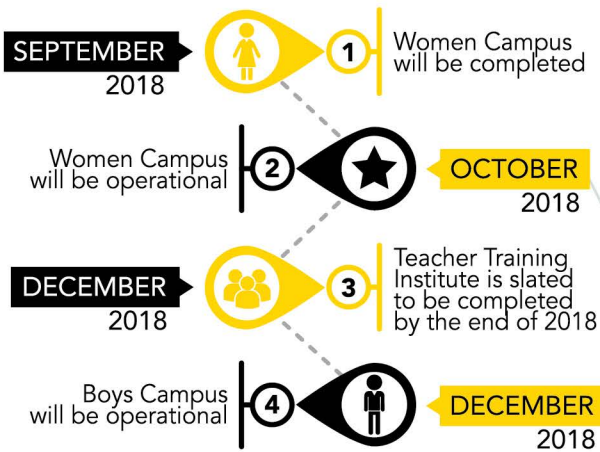 SEPTEMBER
2018
1
Women Campus
will be completed
Women Campus
will be operational
2
OCTOBER
2018
DECEMBER
2018
3
Teacher Training
Institute is slated
to be completed
by the end of 2018
Boys Campus
will be operational
4
DECEMBER
2018